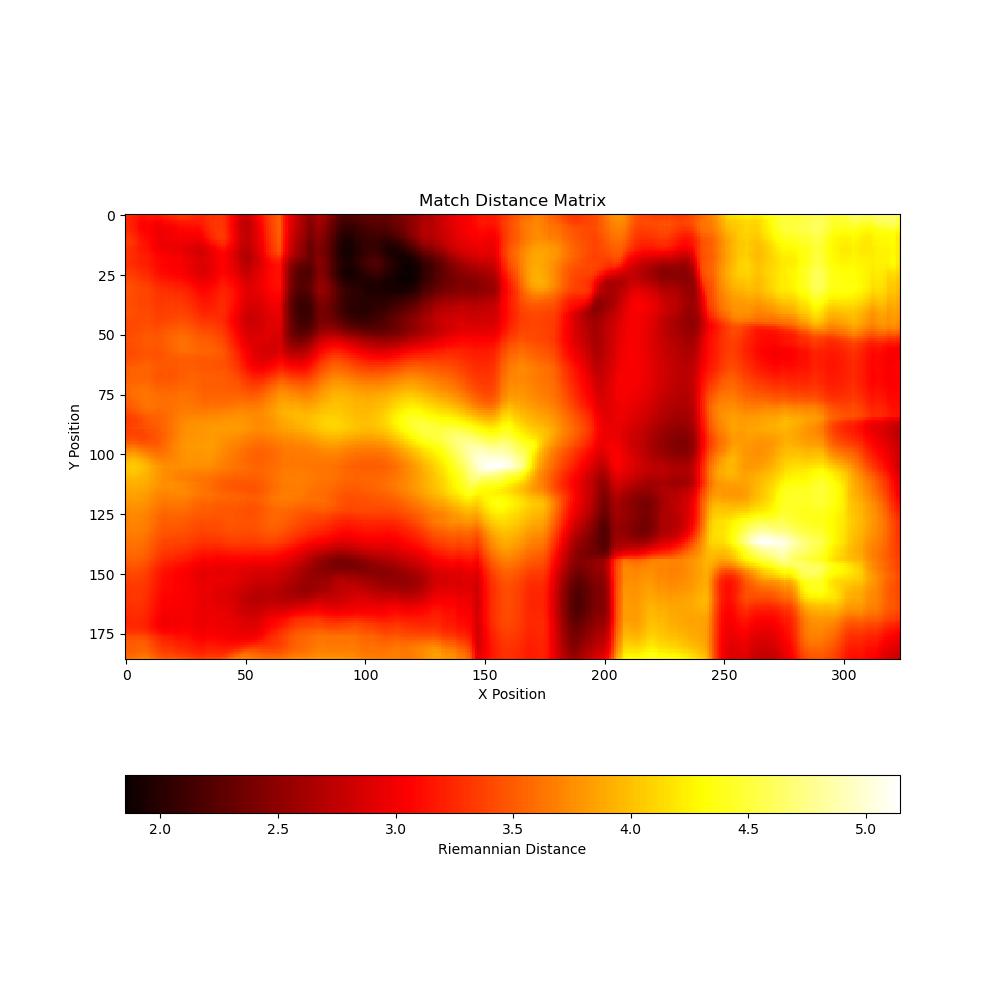 Match Distance Matrix
0
25
50
75
100
125
150
175
Y Position
0 50 100 150 200 250 300
X Position
2.0 2.5 3.0 3.5 4.0 4.5 5.0
Riemannian Distance